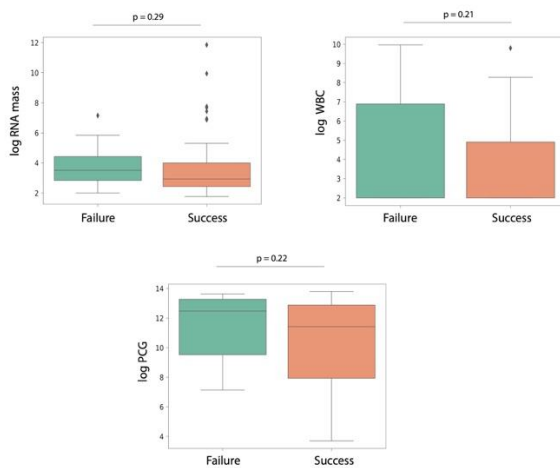 p = 0.29
log RNA mass
12
10
8
6
4
2
Failure
Success
p = 0.21
log WBC
10
9
8
7
6
5
4
3
2
Failure
Success
p = 0.22
log PCG
14
12
10
8
6
4
Failure
Success